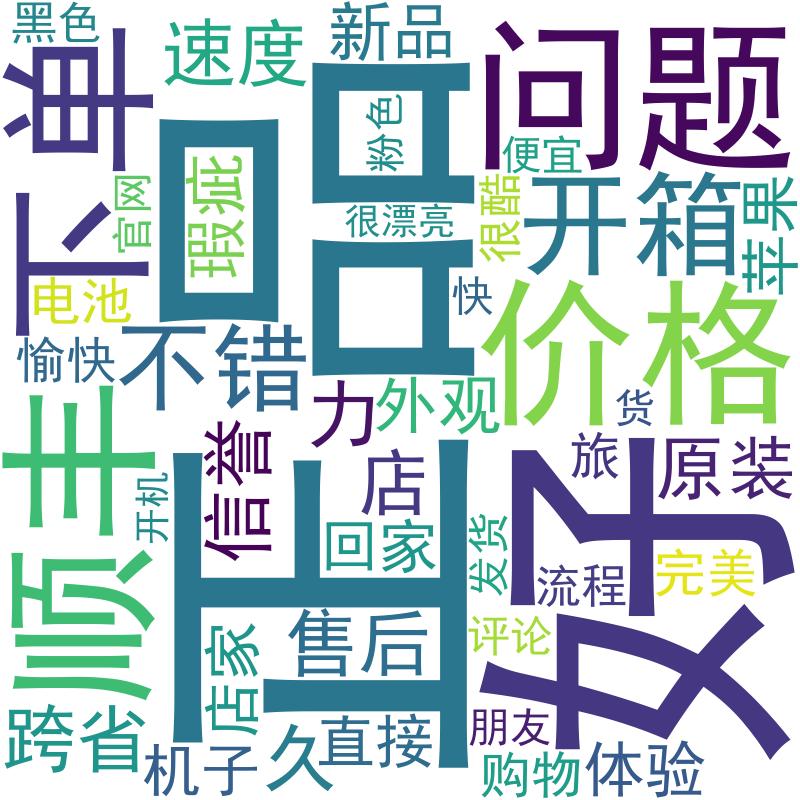 黑色
速度
新品
问题
下单
粉色
便宜
官网
瑕疵
很漂亮
很酷
开箱
苹果
正品
电池
快
价格
愉快
不错
力
外观
货
顺丰
信誉
店
旅
原装
好
开机
回家
发货
流程
完美
店家
售后
评论
跨省
机子
久
直接
朋友
购物
体验